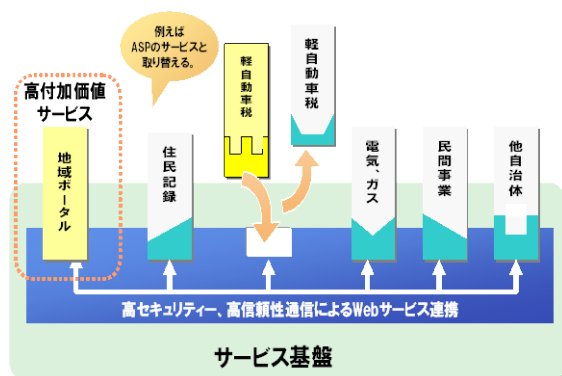 例えば
ASPのサービスと
取り替える。
高付加価値
サービス
地域ポータル
住民記録
軽自動車税
軽自動車税
電気、ガス
民間事業
他自治体
高セキュリティー、高信頼性通信によるWebサービス連携
サービス基盤